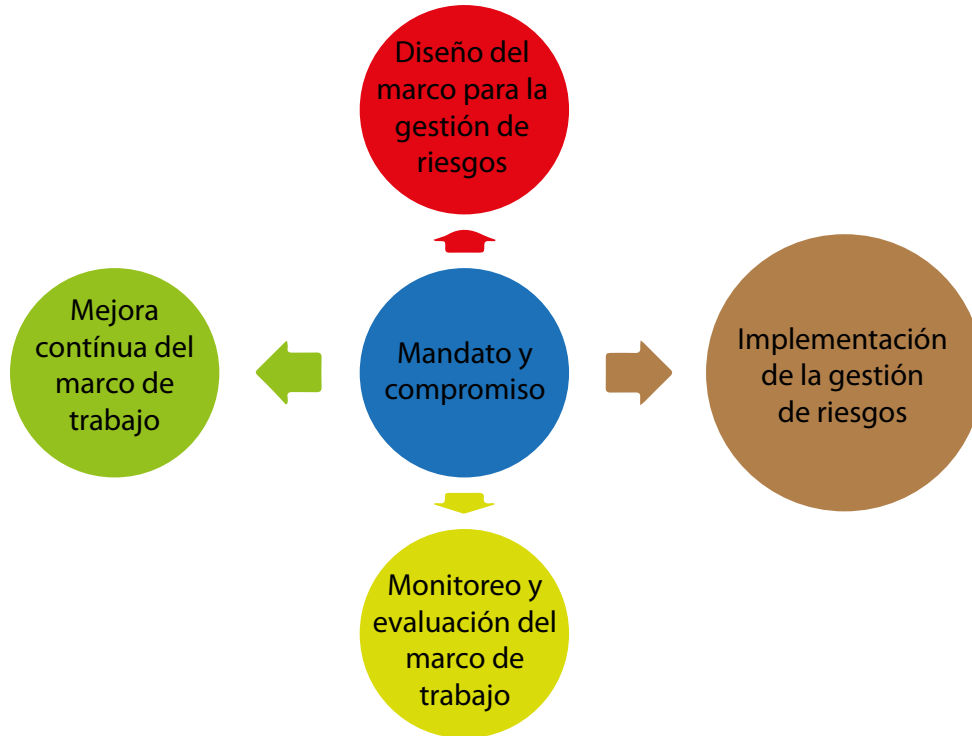 Diseño del
marco para la
gestión de
riesgos
Mejora
contínua del
marco de
trabajo
Mandato y
compromiso
Implementación
de la gestión
de riesgos
Monitoreo y
evaluación del
marco de
trabajo